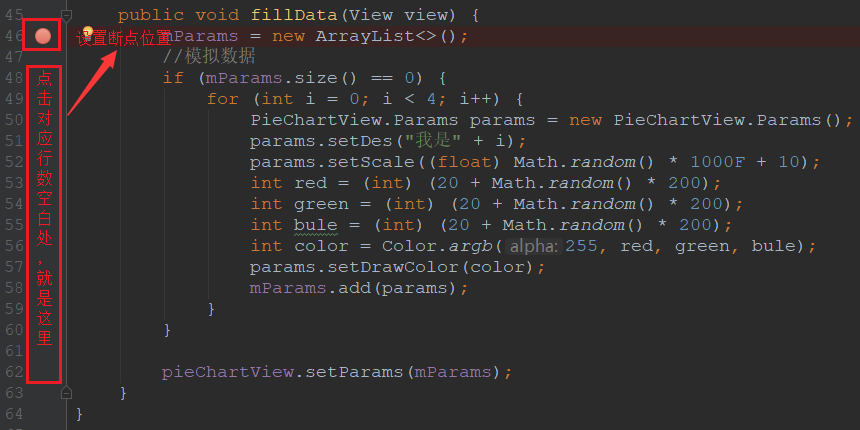 45 public void fillData(View view) {
46 设置断点位置 mParams = new ArrayList<>();
47 //模拟数据
48 if (mParams.size() == 0) {
49 for (int i = 0; i < 4; i++) {
50 PieChartView.Params params = new PieChartView.Params();
51 params.setDes("我是" + i);
52 params.setScale((float) Math.random() * 1000F + 10);
53 int red = (int) (20 + Math.random() * 200);
54 int green = (int) (20 + Math.random() * 200);
55 int bule = (int) (20 + Math.random() * 200);
56 int color = Color.argb( alpha: 255, red, green, bule);
57 params.setDrawColor(color);
58 mParams.add(params);
59 }
60 }
61
62 pieChartView.setParams(mParams);
63 }
64 }
点击对应行数空白处,就是这里